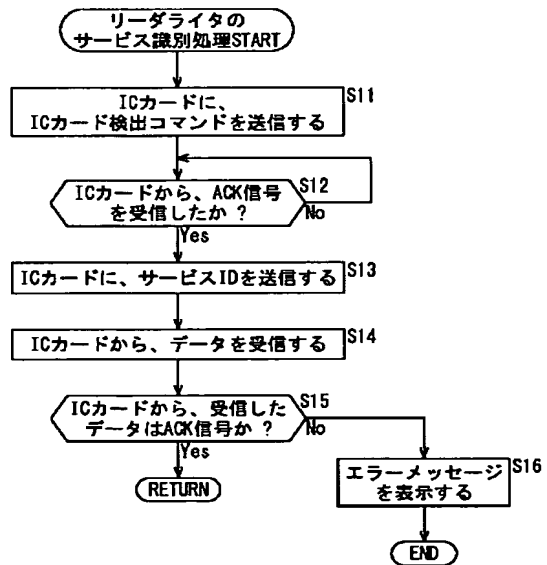 リーダライタの
サービス識別処理START
ICカードに、
ICカード検出コマンドを送信する
S11
ICカードから、ACK信号
を受信したか ?
S12
No
Yes
ICカードに、サービスIDを送信する
S13
ICカードから、データを受信する
S14
ICカードから、受信した
データはACK信号か ?
S15
No
Yes
RETURN
エラーメッセージ
を表示する
S16
END